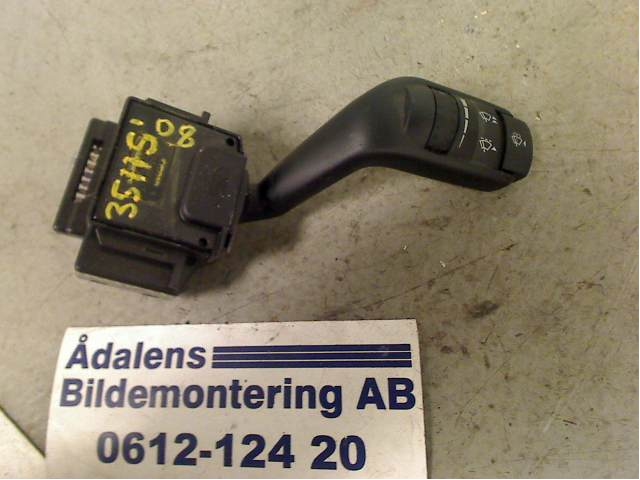 35115'
08
Ådalens
Bildemontering AB
0612-124 20